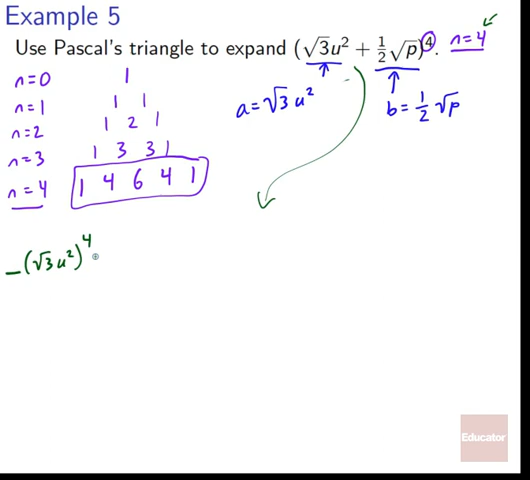 Example 5
Use Pascal's triangle to expand (√3u² + ½√p)⁴. n=4
n=0 1
n=1 1 1
n=2 1 2 1
n=3 1 3 3 1
n=4 1 4 6 4 1
a=√3 u²
b=½ √p
_(√3 u²)⁴
Educator